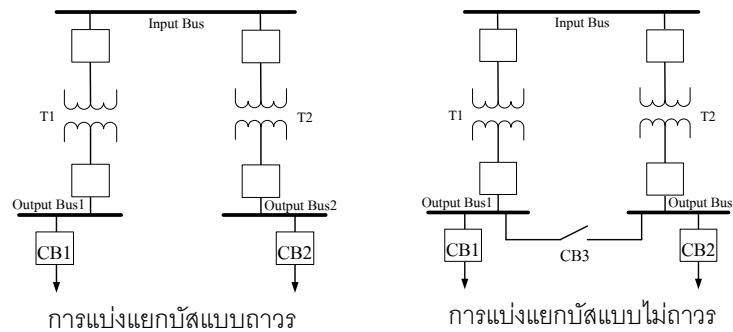 Input Bus
T1
T2
Output Bus1
Output Bus2
CB1
CB2
การแบ่งแยกบัสแบบถาวร
Input Bus
T1
T2
Output Bus1
Output Bus
CB1
CB3
CB2
การแบ่งแยกบัสแบบไม่ถาวร